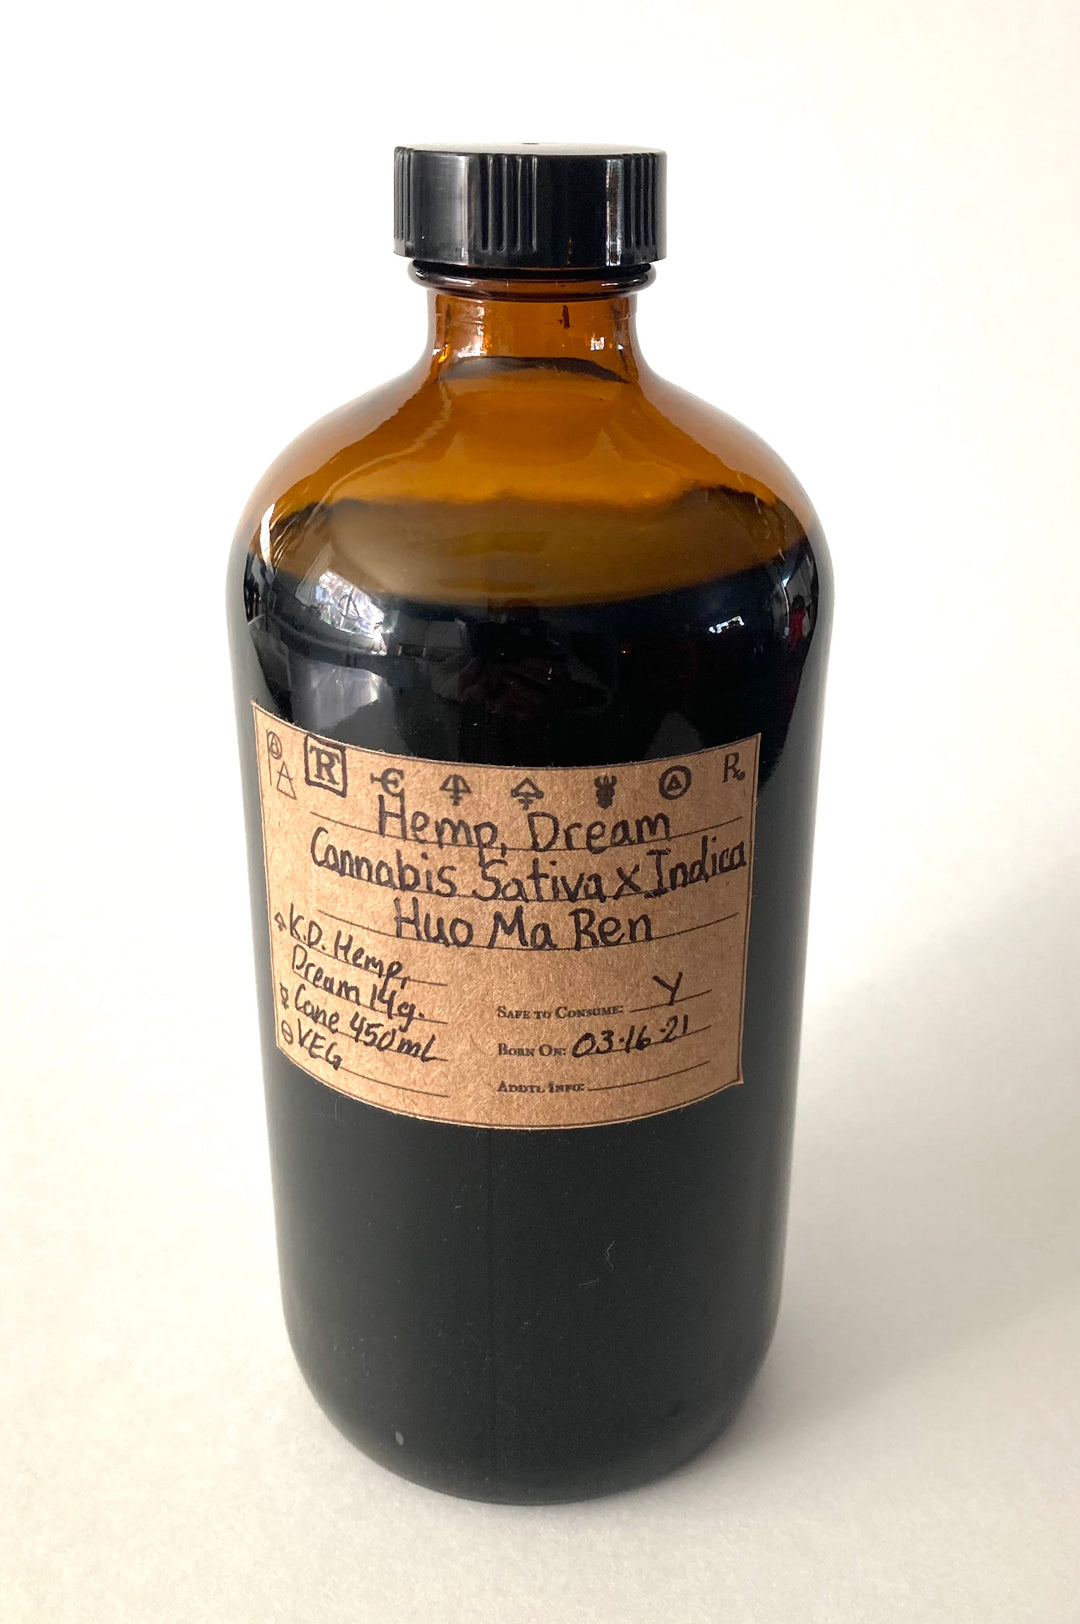 R ℞
Hemp, Dream
Cannabis Sativa x Indica
Huo Ma Ren
K.D. Hemp,
Dream 14g.
Cane 450ml
VEG
Safe to Consume: Y
Born On: 03·16·21
Addtl Info: